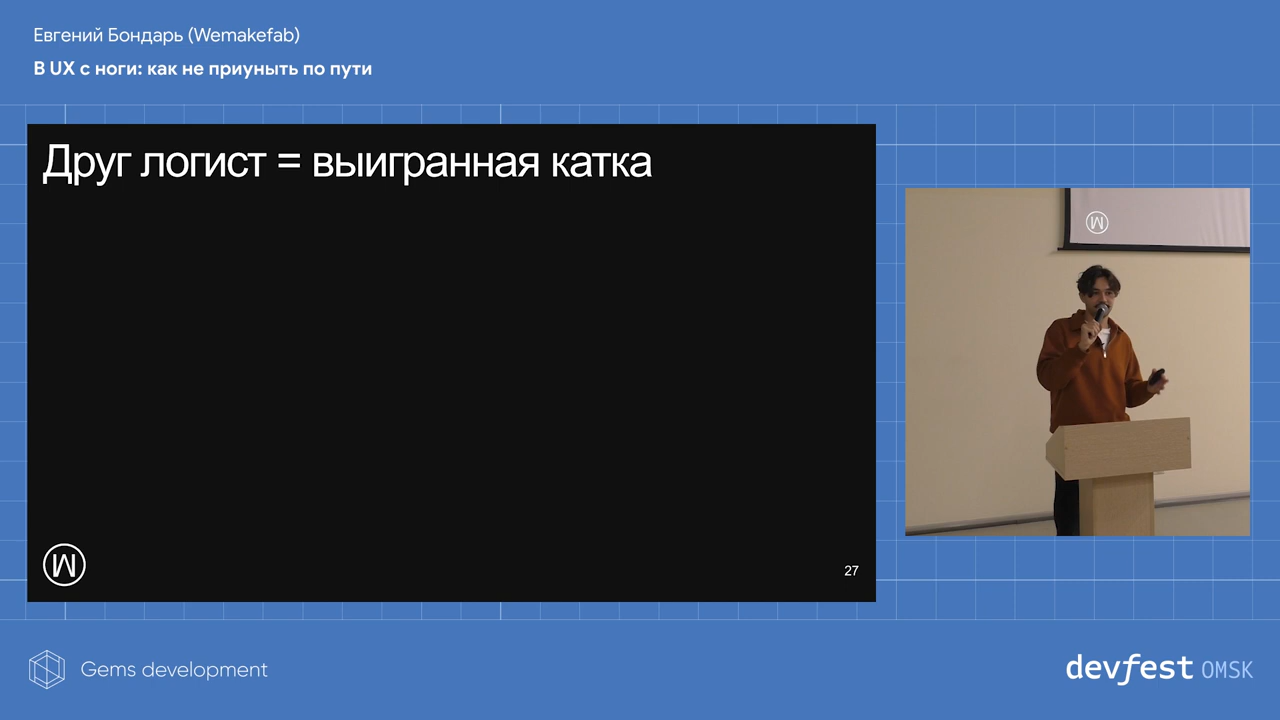 Евгений Бондарь (Wemakefab)
В UX с ноги: как не приуныть по пути
Друг логист = выигранная катка
W
W
27
Gems development
devfest OMSK